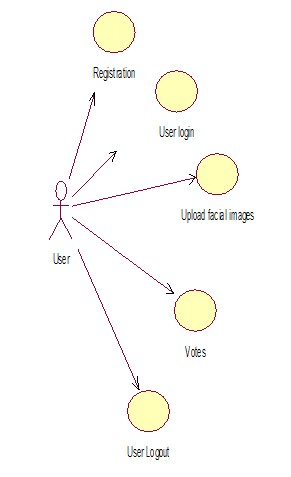 Registration
User login
Upload facial images
User
Votes
User Logout